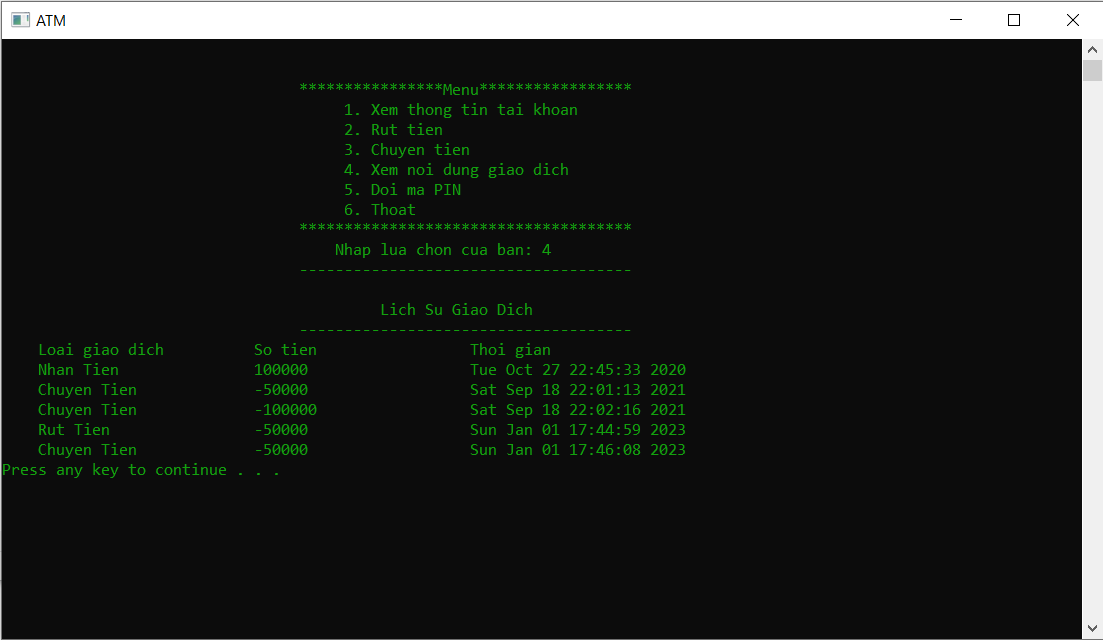 ATM
****************Menu*****************
1. Xem thong tin tai khoan
2. Rut tien
3. Chuyen tien
4. Xem noi dung giao dich
5. Doi ma PIN
6. Thoat
*************************************
Nhap lua chon cua ban: 4
-------------------------------------
Lich Su Giao Dich
-------------------------------------
Loai giao dich So tien Thoi gian
Nhan Tien 100000 Tue Oct 27 22:45:33 2020
Chuyen Tien -50000 Sat Sep 18 22:01:13 2021
Chuyen Tien -100000 Sat Sep 18 22:02:16 2021
Rut Tien -50000 Sun Jan 01 17:44:59 2023
Chuyen Tien -50000 Sun Jan 01 17:46:08 2023
Press any key to continue . . .